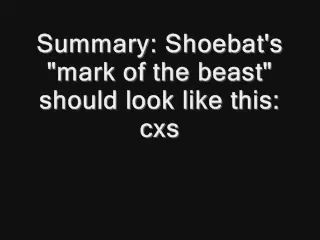 Summary: Shoebat's
"mark of the beast"
should look like this:
cxs